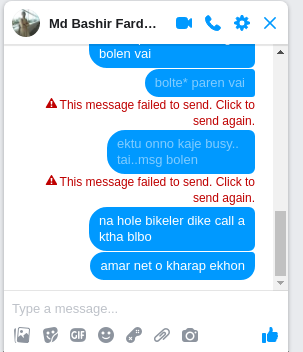 Md Bashir Fard...
bolen vai
bolte* paren vai
This message failed to send. Click to
send again.
ektu onno kaje busy..
tai..msg bolen
This message failed to send. Click to
send again.
na hole bikeler dike call a
ktha blbo
amar net o kharap ekhon
Type a message...
GIF